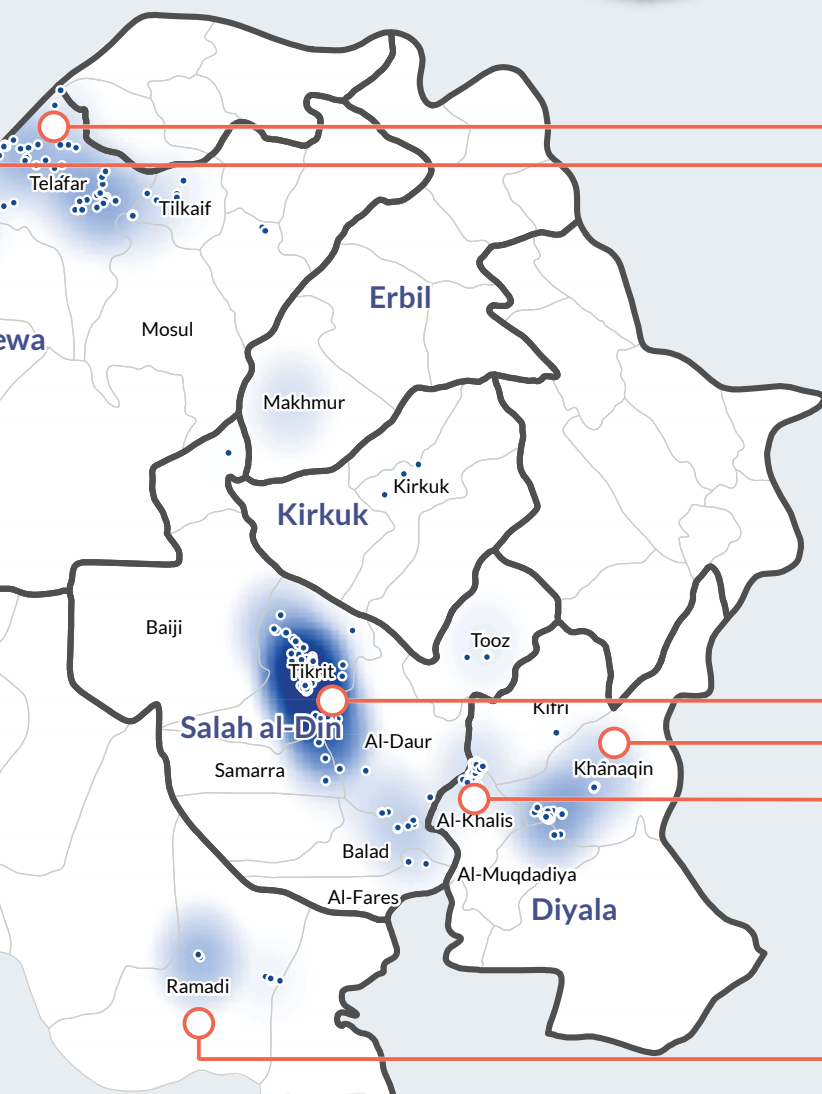 Telafar
Tilkaif
Erbil
Mosul
ewa
Makhmur
Kirkuk
Kirkuk
Baiji
Tooz
Tikrit
Kifri
Salah al-Din
Al-Daur
Samarra
Khanaqin
Al-Khalis
Balad
Al-Muqdadiya
Al-Fares
Diyala
Ramadi